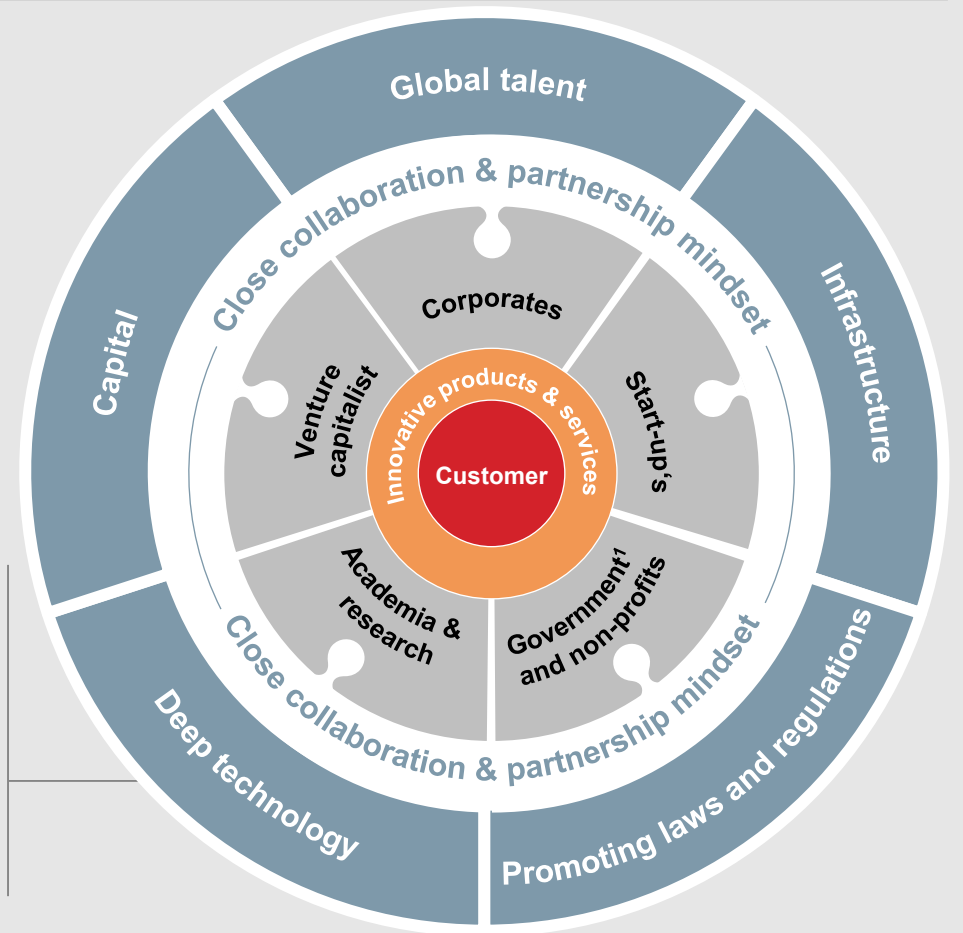 Global talent
Infrastructure
Promoting laws and regulations
Deep technology
Capital
Close collaboration & partnership mindset
Close collaboration & partnership mindset
Corporates
Start-up's
Government¹
and non-profits
Academia &
research
Venture
capitalist
Innovative products & services
Customer